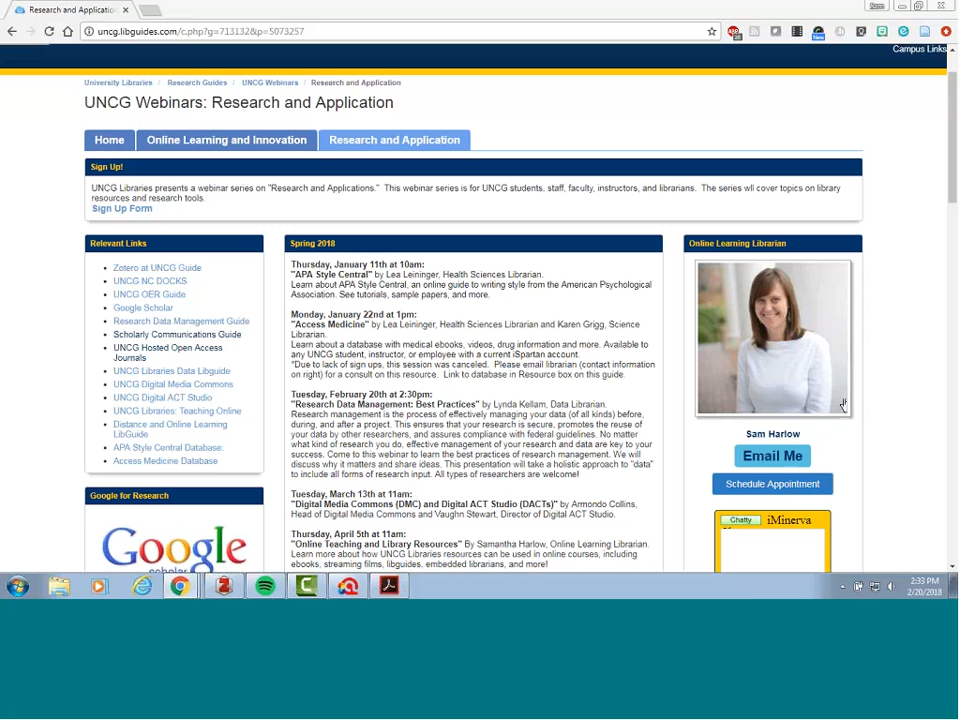 Research and Applicatio
uncg.libguides.com/c.php?g=713132&p=5073257
Campus Links
University Libraries / Research Guides / UNCG Webinars / Research and Application
UNCG Webinars: Research and Application
Home
Online Learning and Innovation
Research and Application
Sign Up!
UNCG Libraries presents a webinar series on "Research and Applications." This webinar series is for UNCG students, staff, faculty, instructors, and librarians. The series wll cover topics on library
resources and research tools.
Sign Up Form
Relevant Links
Zotero at UNCG Guide
UNCG NC DOCKS
UNCG OER Guide
Google Scholar
Research Data Management Guide
Scholarly Communications Guide
UNCG Hosted Open Access
Journals
UNCG Libraries Data Libguide
UNCG Digital Media Commons
UNCG Digital ACT Studio
UNCG Libraries: Teaching Online
Distance and Online Learning
LibGuide
APA Style Central Database.
Access Medicine Database
Google for Research
Google
scholar
Spring 2018
Thursday, January 11th at 10am:
"APA Style Central" by Lea Leininger, Health Sciences Librarian.
Learn about APA Style Central, an online guide to writing style from the American Psychological
Association. See tutorials, sample papers, and more.
Monday, January 22nd at 1pm:
"Access Medicine" by Lea Leininger, Health Sciences Librarian and Karen Grigg, Science
Librarian.
Learn about a database with medical ebooks, videos, drug information and more. Available to
any UNCG student, instructor, or employee with a current iSpartan account.
*Due to lack of sign ups, this session was canceled. Please email librarian (contact information
on right) for a consult on this resource. Link to database in Resource box on this guide.
Tuesday, February 20th at 2:30pm:
"Research Data Management: Best Practices" by Lynda Kellam, Data Librarian.
Research management is the process of effectively managing your data (of all kinds) before,
during, and after a project. This ensures that your research is secure, promotes the reuse of
your data by other researchers, and assures compliance with federal guidelines. No matter
what kind of research you do, effective management of your research and data are key to your
success. Come to this webinar to learn the best practices of research management. We will
discuss why it matters and share ideas. This presentation will take a holistic approach to "data"
to include all forms of research input. All types of researchers are welcome!
Tuesday, March 13th at 11am:
"Digital Media Commons (DMC) and Digital ACT Studio (DACTs)" by Armondo Collins,
Head of Digital Media Commons and Vaughn Stewart, Director of Digital ACT Studio.
Thursday, April 5th at 11am:
"Online Teaching and Library Resources" By Samantha Harlow, Online Learning Librarian.
Learn more about how UNCG Libraries resources can be used in online courses, including
ebooks, streaming films, libguides, embedded librarians, and more!
Online Learning Librarian
Sam Harlow
Email Me
Schedule Appointment
Chatty
iMinerva
2:33 PM
2/20/2018